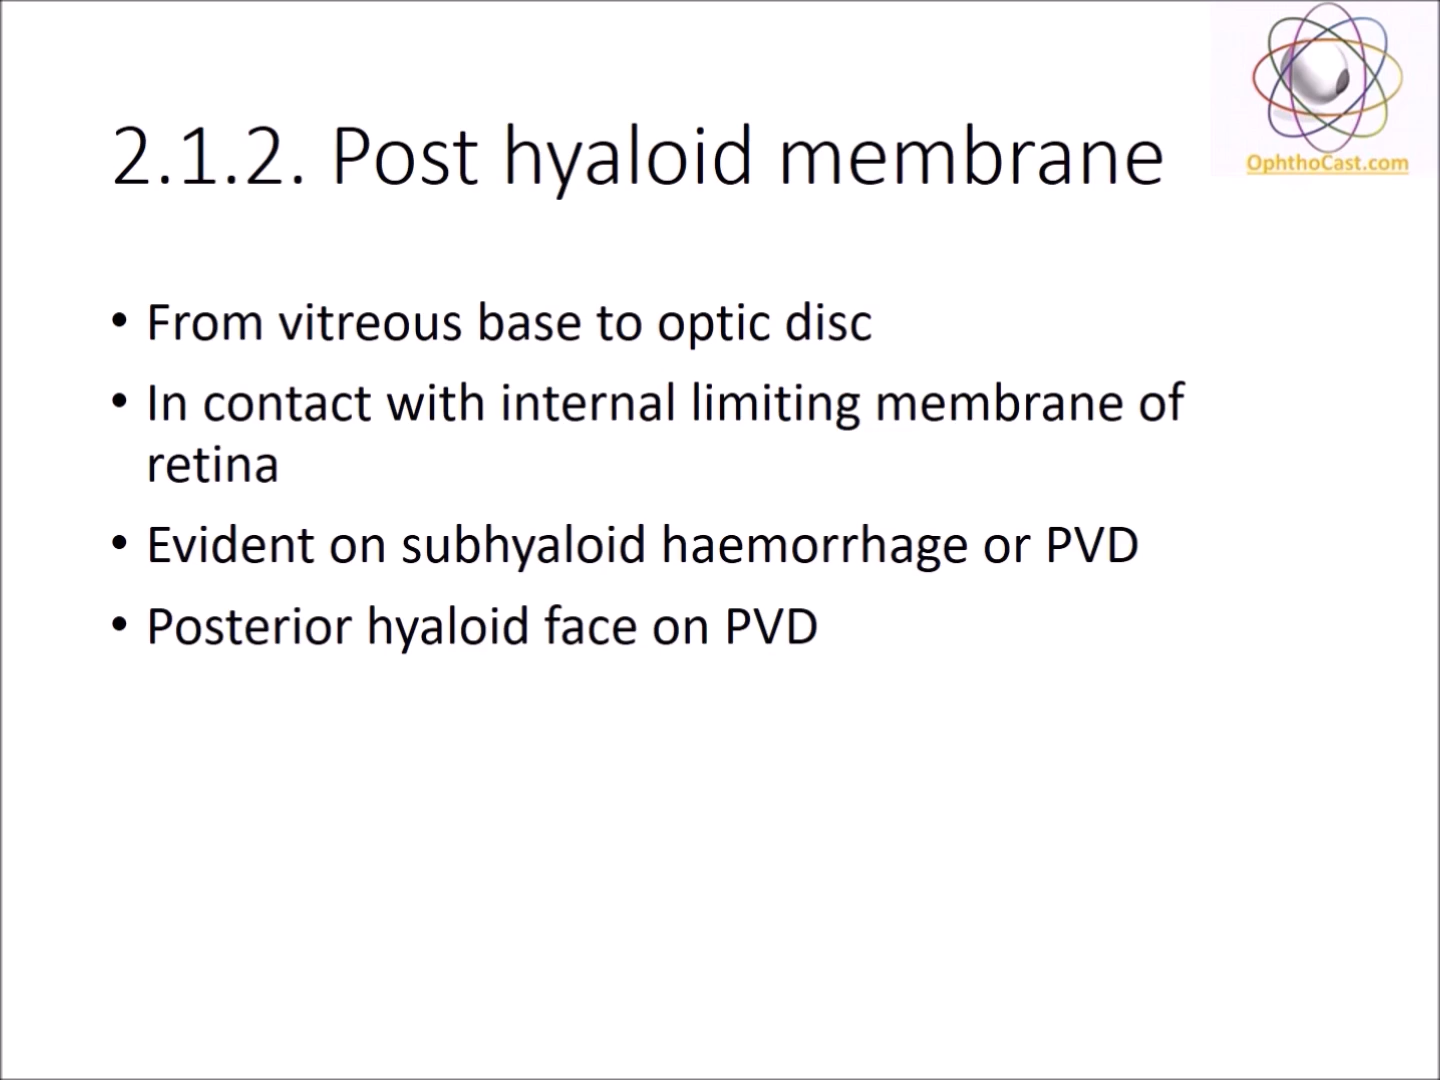 OphthoCast.com
2.1.2. Post hyaloid membrane
• From vitreous base to optic disc
• In contact with internal limiting membrane of
retina
• Evident on subhyaloid haemorrhage or PVD
• Posterior hyaloid face on PVD